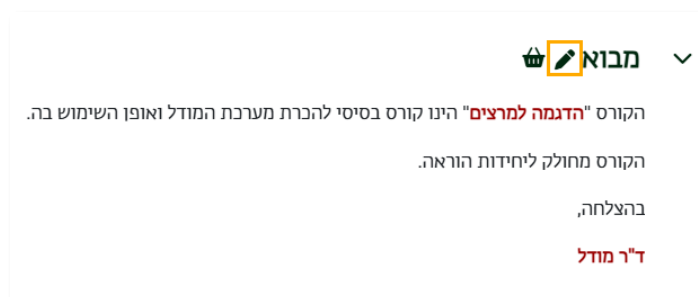 מבוא
הקורס "הדגמה למרצים" הינו קורס בסיסי להכרת מערכת המודל ואופן השימוש בה.
הקורס מחולק ליחידות הוראה.
בהצלחה,
ד"ר מודל